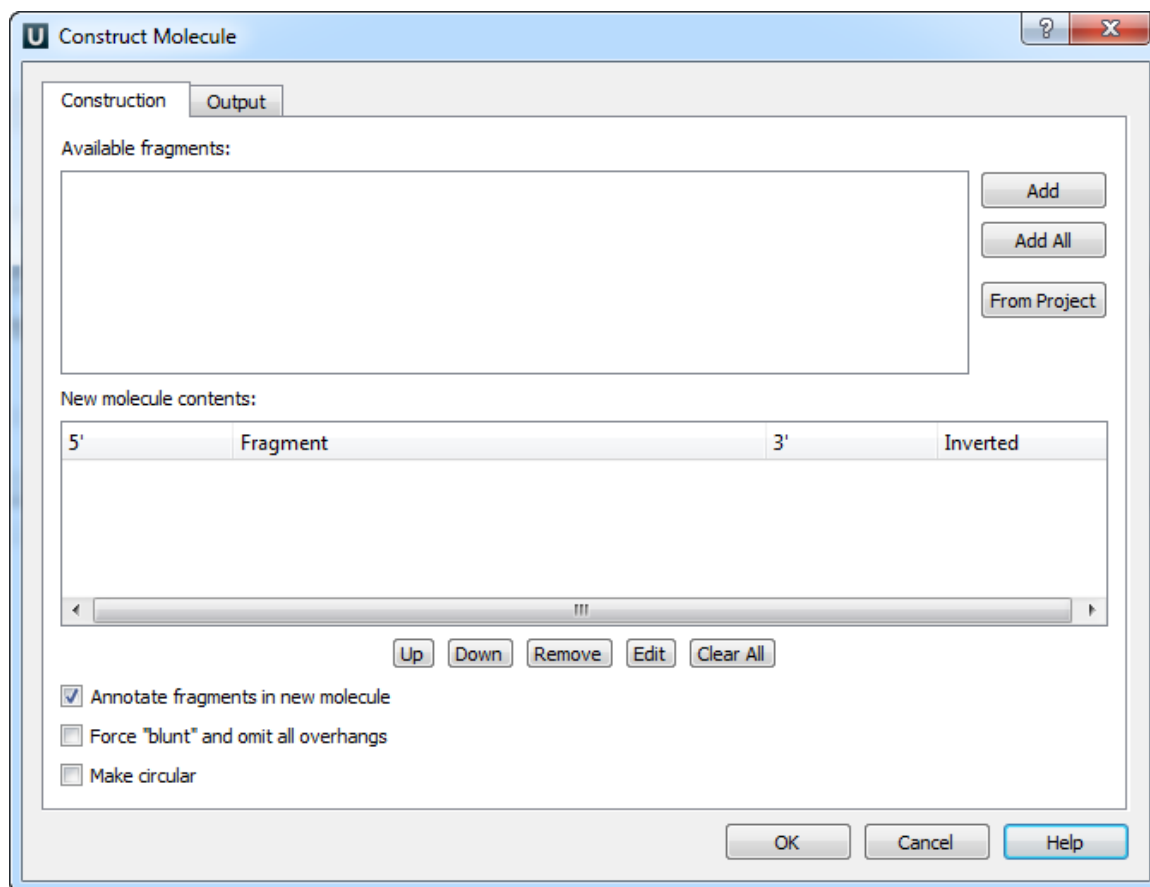 U Construct Molecule ? X
Construction Output
Available fragments:
Add
Add All
From Project
New molecule contents:
5' Fragment 3' Inverted
Up Down Remove Edit Clear All
Annotate fragments in new molecule
Force "blunt" and omit all overhangs
Make circular
OK Cancel Help